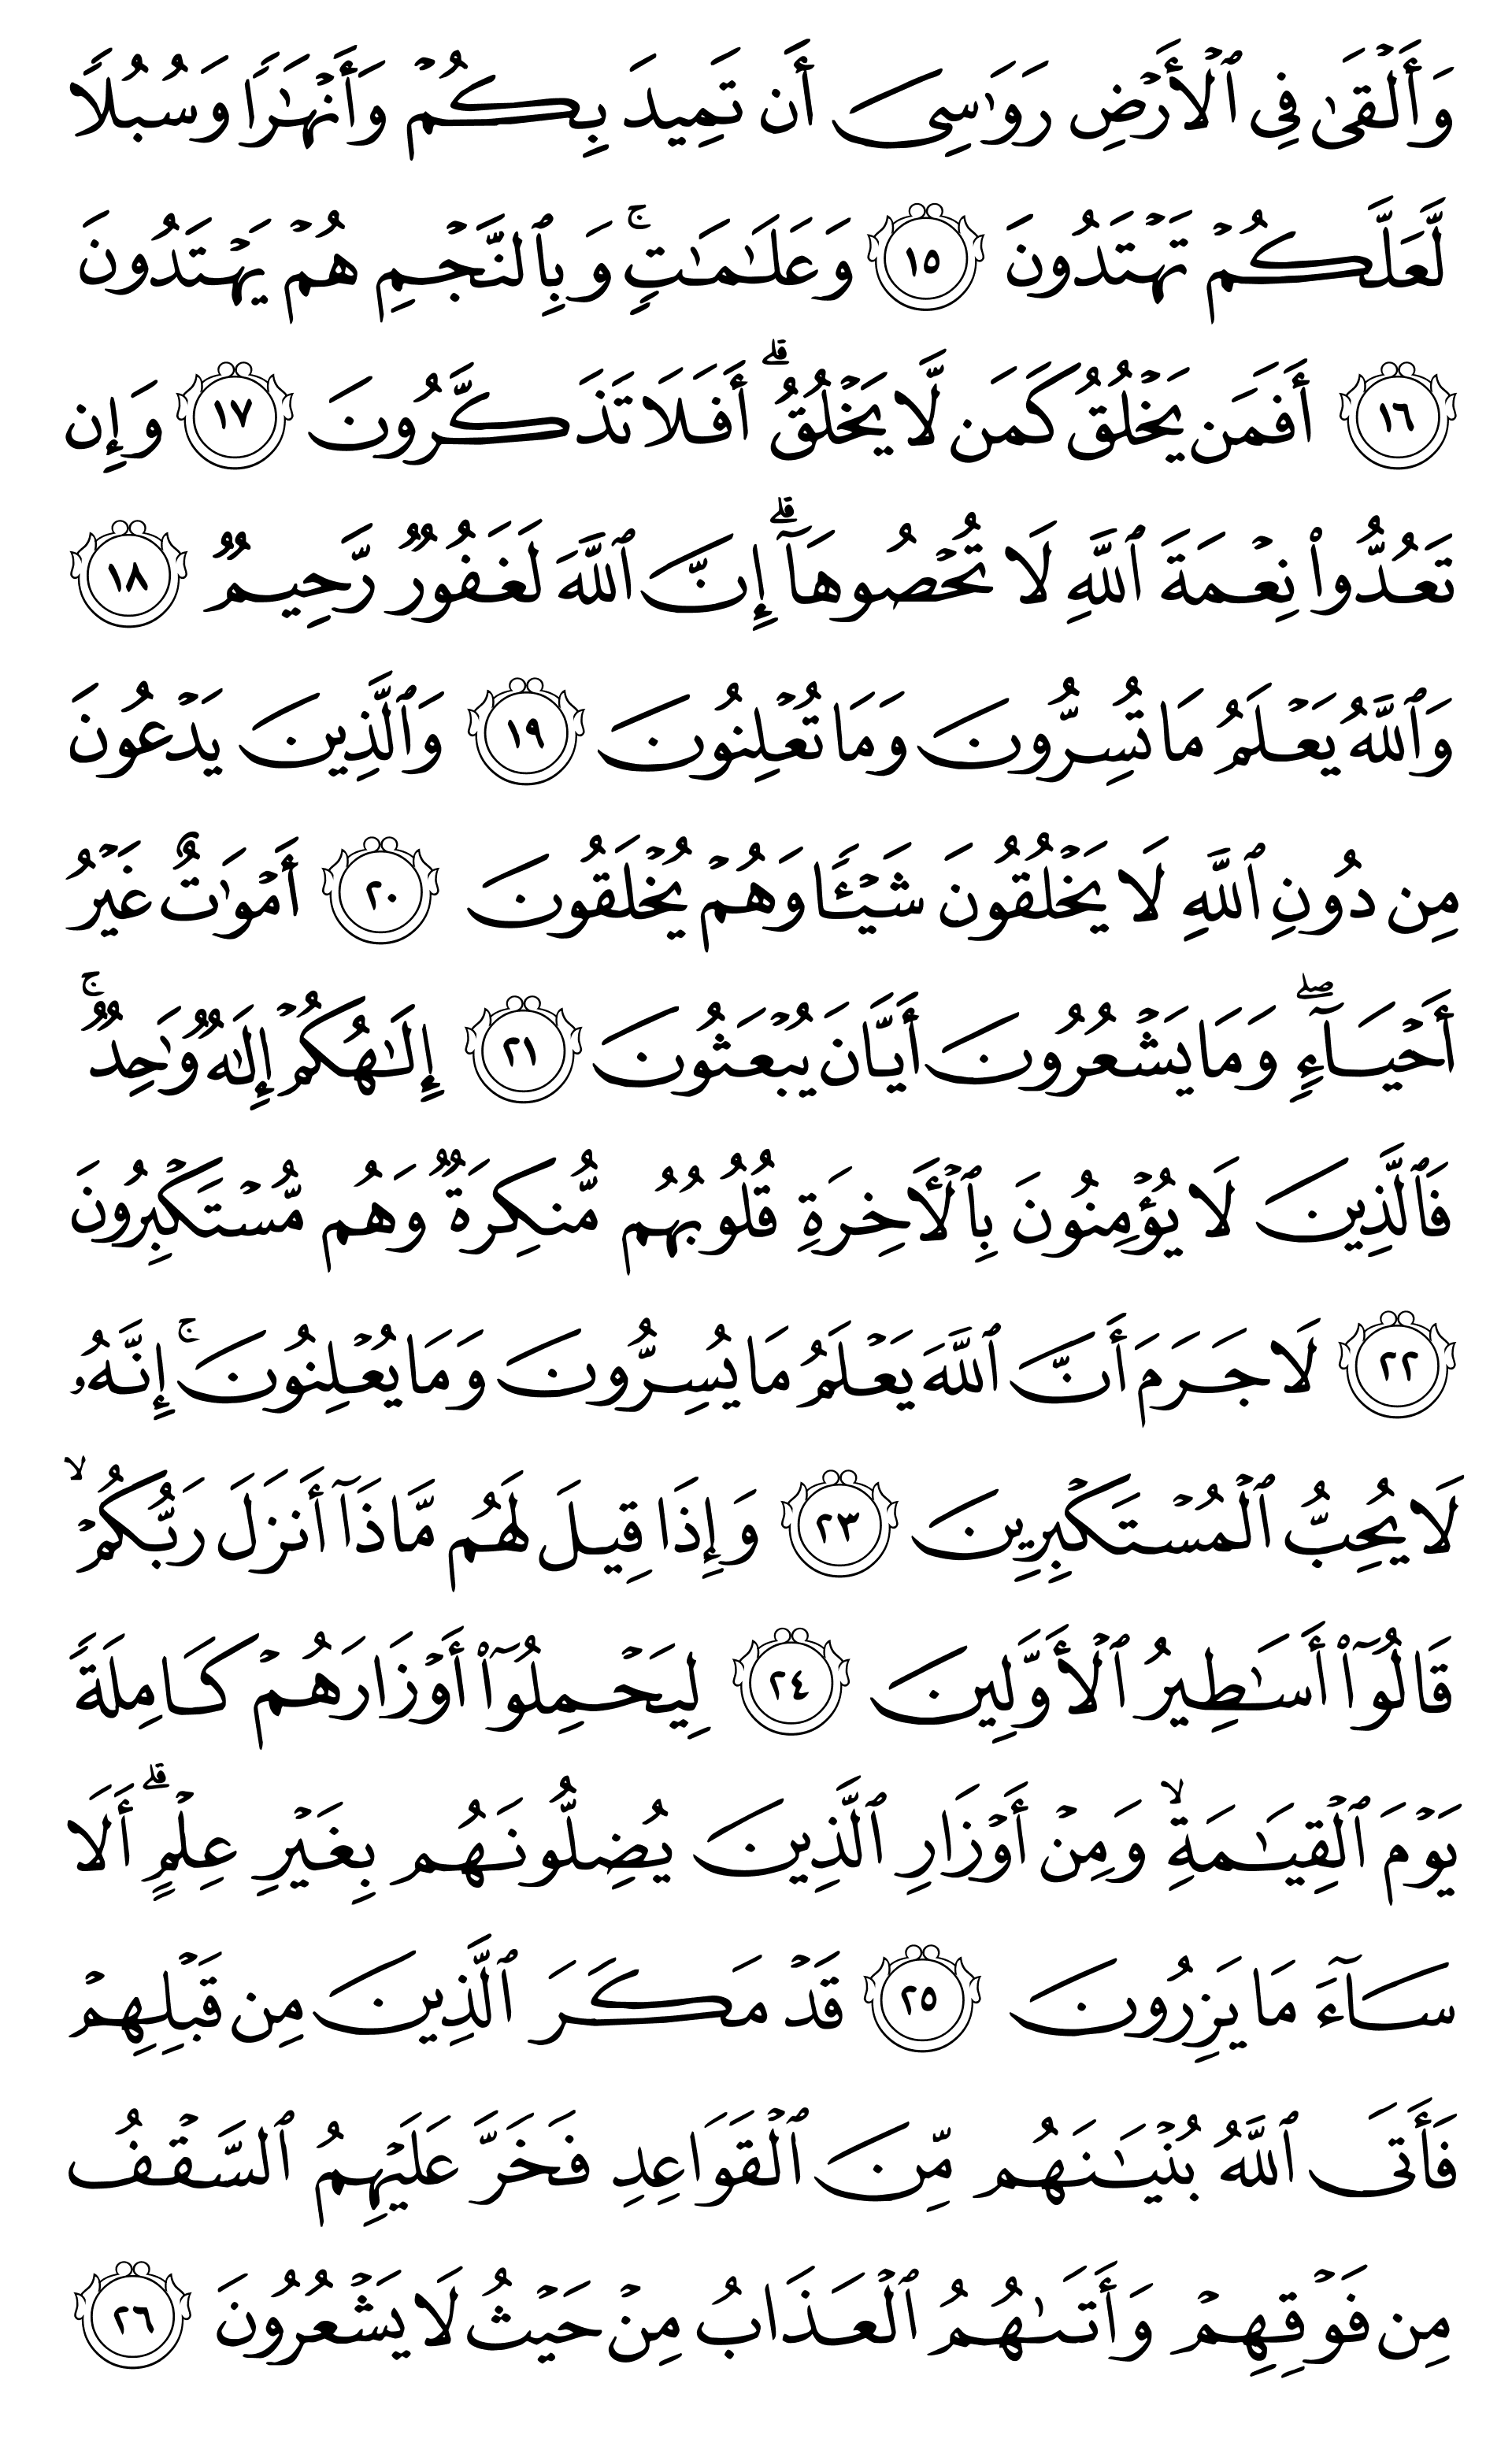 وَأَلۡقَىٰ فِي ٱلۡأَرۡضِ رَوَٰسِيَ أَن تَمِيدَ بِكُمۡ وَأَنۡهَٰرٗا وَسُبُلٗا
لَّعَلَّكُمۡ تَهۡتَدُونَ ١٥ وَعَلَٰمَٰتٖۚ وَبِٱلنَّجۡمِ هُمۡ يَهۡتَدُونَ
١٦ أَفَمَن يَخۡلُقُ كَمَن لَّا يَخۡلُقُۗ أَفَلَا تَذَكَّرُونَ ١٧ وَإِن
تَعُدُّواْ نِعۡمَةَ ٱللَّهِ لَا تُحۡصُوهَآۗ إِنَّ ٱللَّهَ لَغَفُورٞ رَّحِيمٞ ١٨
وَٱللَّهُ يَعۡلَمُ مَا تُسِرُّونَ وَمَا تُعۡلِنُونَ ١٩ وَٱلَّذِينَ يَدۡعُونَ
مِن دُونِ ٱللَّهِ لَا يَخۡلُقُونَ شَيۡـٔٗا وَهُمۡ يُخۡلَقُونَ ٢٠ أَمۡوَٰتٌ غَيۡرُ
أَحۡيَآءٖۖ وَمَا يَشۡعُرُونَ أَيَّانَ يُبۡعَثُونَ ٢١ إِلَٰهُكُمۡ إِلَٰهٞ وَٰحِدٞۚ
فَٱلَّذِينَ لَا يُؤۡمِنُونَ بِٱلۡأٓخِرَةِ قُلُوبُهُم مُّنكِرَةٞ وَهُم مُّسۡتَكۡبِرُونَ
٢٢ لَا جَرَمَ أَنَّ ٱللَّهَ يَعۡلَمُ مَا يُسِرُّونَ وَمَا يُعۡلِنُونَۚ إِنَّهُۥ
لَا يُحِبُّ ٱلۡمُسۡتَكۡبِرِينَ ٢٣ وَإِذَا قِيلَ لَهُم مَّاذَآ أَنزَلَ رَبُّكُمۡۙ
قَالُوٓاْ أَسَٰطِيرُ ٱلۡأَوَّلِينَ ٢٤ لِيَحۡمِلُوٓاْ أَوۡزَارَهُمۡ كَامِلَةٗ
يَوۡمَ ٱلۡقِيَٰمَةِۙ وَمِنۡ أَوۡزَارِ ٱلَّذِينَ يُضِلُّونَهُم بِغَيۡرِ عِلۡمٍۗ أَلَا
سَآءَ مَا يَزِرُونَ ٢٥ قَدۡ مَكَرَ ٱلَّذِينَ مِن قَبۡلِهِمۡ
فَأَتَى ٱللَّهُ بُنۡيَٰنَهُم مِّنَ ٱلۡقَوَاعِدِ فَخَرَّ عَلَيۡهِمُ ٱلسَّقۡفُ
مِن فَوۡقِهِمۡ وَأَتَىٰهُمُ ٱلۡعَذَابُ مِنۡ حَيۡثُ لَا يَشۡعُرُونَ ٢٦